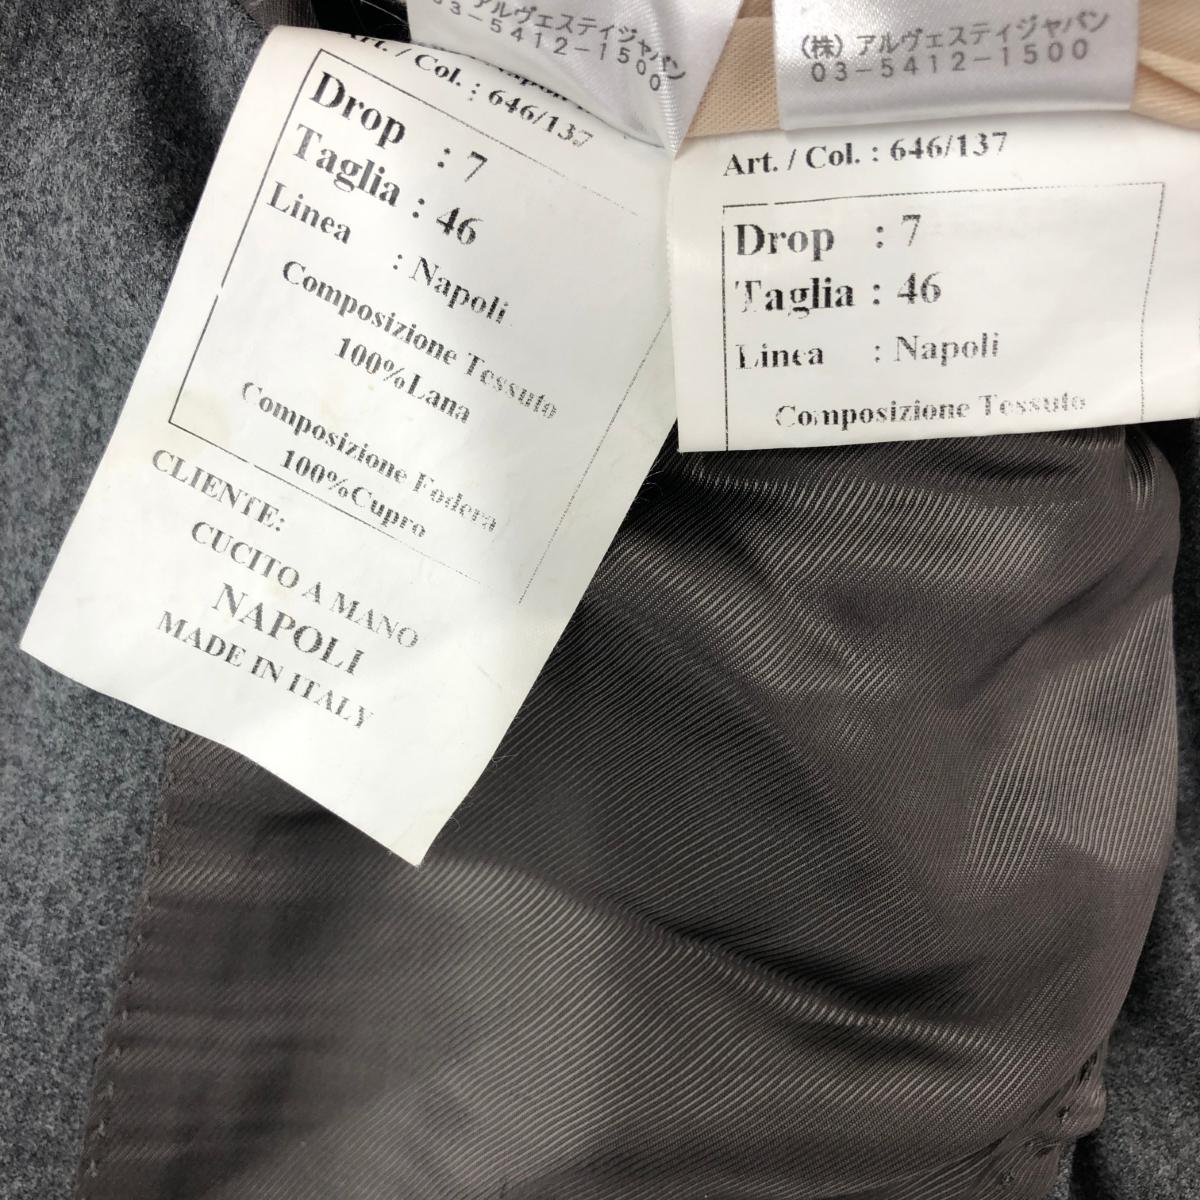 アルヴェスティジャパン
03-5412-1500
(株) アルヴェスティジャパン
03-5412-1500
Art. / Col. : 646/137
Drop : 7
Taglia : 46
Linea : Napoli
Composizione Tessuto
100%Lana
Composizione Fodera
100%Cupro
CLIENTE:
CUCITO A MANO
NAPOLI
MADE IN ITALY
Art. / Col. : 646/137
Drop : 7
Taglia : 46
Linea : Napoli
Composizione Tessuto